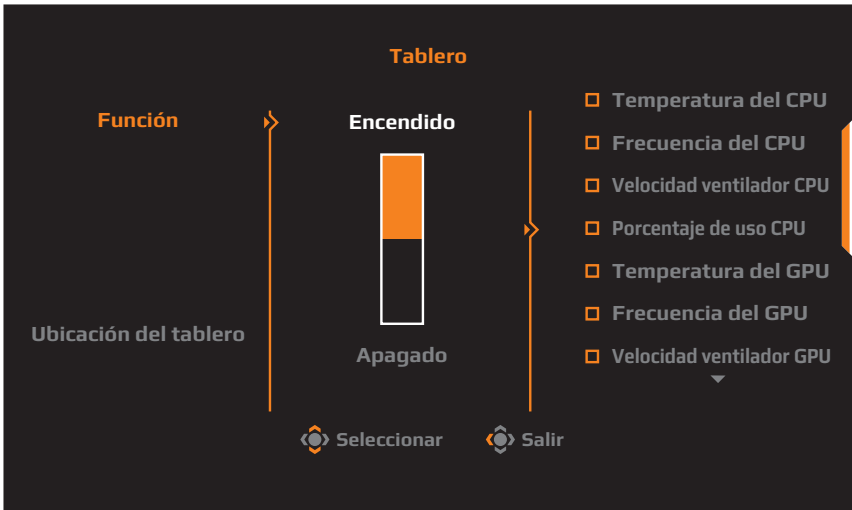 Tablero
Función
Ubicación del tablero
Encendido
Apagado
Temperatura del CPU
Frecuencia del CPU
Velocidad ventilador CPU
Porcentaje de uso CPU
Temperatura del GPU
Frecuencia del GPU
Velocidad ventilador GPU
Seleccionar
Salir